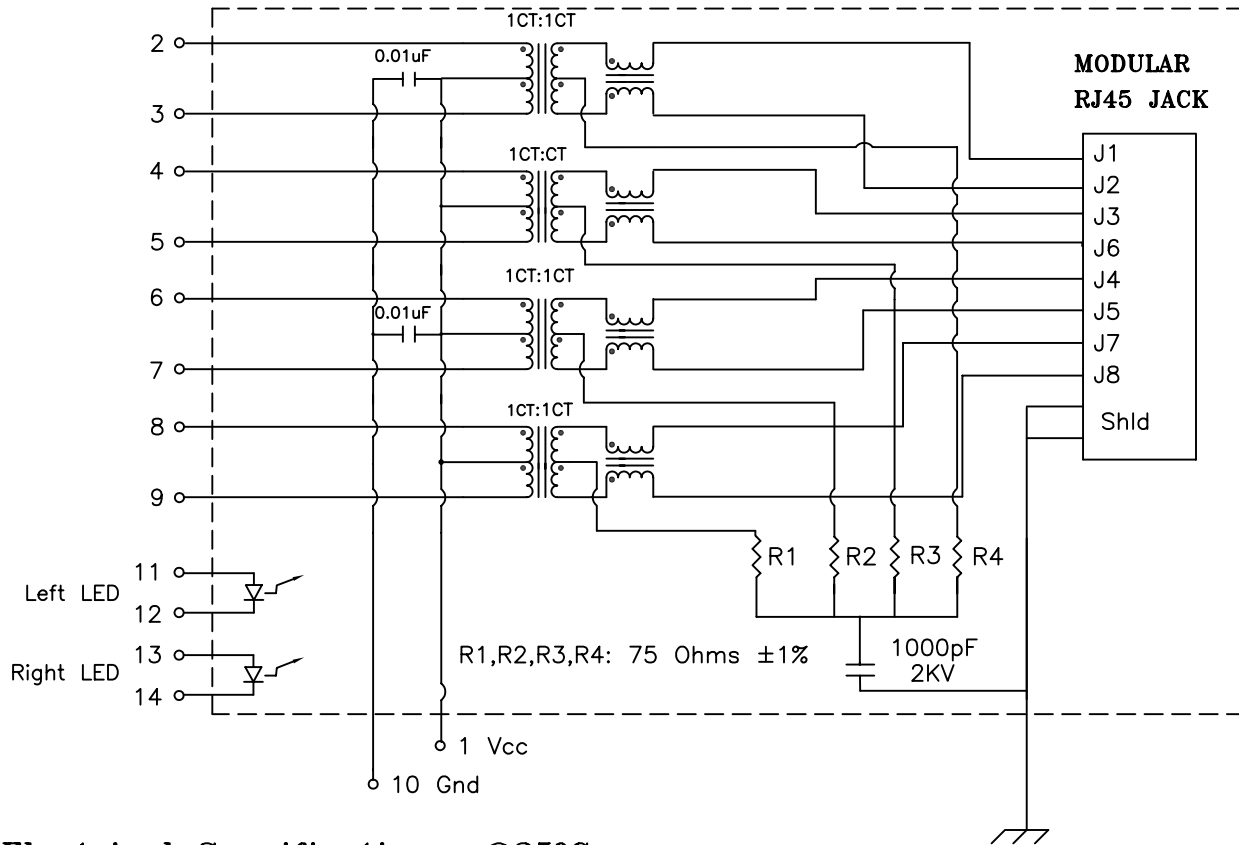 1CT:1CT
2
0.01uF
3
MODULAR
RJ45 JACK
J1
J2
J3
J6
J4
J5
J7
J8
Shld
1CT:CT
4
5
1CT:1CT
6
0.01uF
7
1CT:1CT
8
9
R1
R2
R3
R4
11
Left LED
12
13
Right LED
14
R1,R2,R3,R4: 75 Ohms ±1%
1000pF
2KV
1 Vcc
10 Gnd